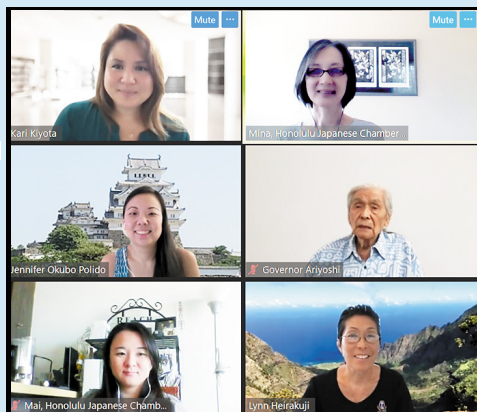 Mute ...
Mute ...
Kari Kiyota
Mina, Honolulu Japanese Chamber...
Jennifer Okubo Polido
Governor Ariyoshi
Mai, Honolulu Japanese Chamb...
Lynn Heirakuji